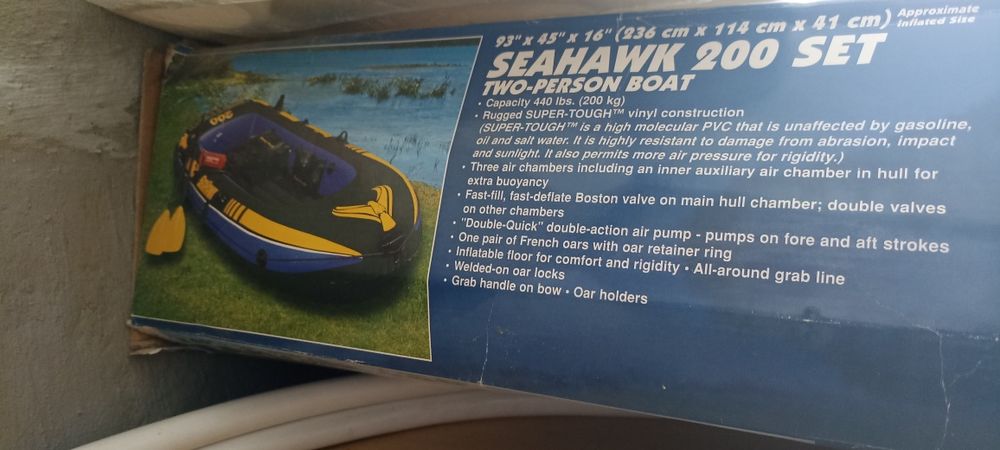 93" x 45" x 16" (236 cm x 114 cm x 41 cm) Approximate Inflated Size
SEAHAWK 200 SET
TWO-PERSON BOAT
• Capacity 440 lbs. (200 kg)
• Rugged SUPER-TOUGH™ vinyl construction
(SUPER-TOUGH™ is a high molecular PVC that is unaffected by gasoline,
oil and salt water. It is highly resistant to damage from abrasion, impact
and sunlight. It also permits more air pressure for rigidity.)
• Three air chambers including an inner auxiliary air chamber in hull for
extra buoyancy
• Fast-fill, fast-deflate Boston valve on main hull chamber; double valves
on other chambers
• "Double-Quick" double-action air pump - pumps on fore and aft strokes
• One pair of French oars with oar retainer ring
• Inflatable floor for comfort and rigidity • All-around grab line
• Welded-on oar locks
• Grab handle on bow • Oar holders
200